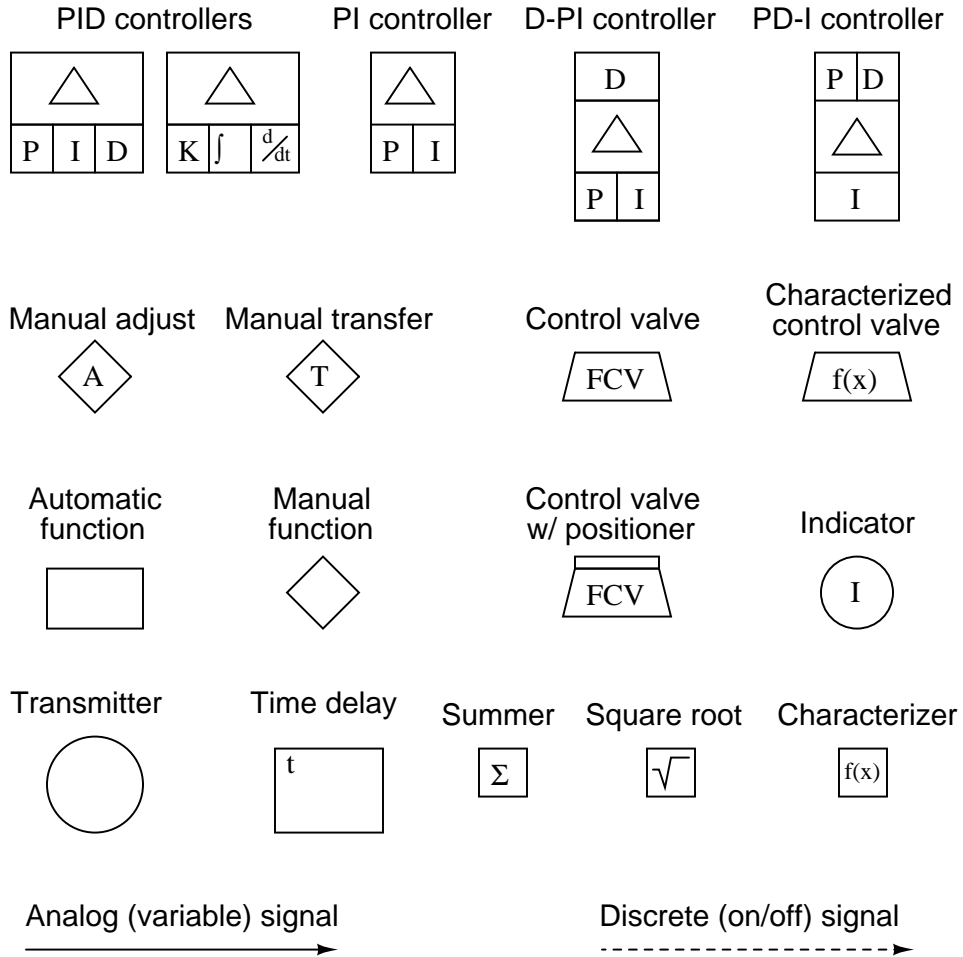 PID controllers
PI controller
D-PI controller
PD-I controller
P I D
K ∫ d/dt
P I
D
P I
P D
I
Manual adjust
A
Manual transfer
T
Control valve
FCV
Characterized
control valve
f(x)
Automatic
function
Manual
function
Control valve
w/ positioner
FCV
Indicator
I
Transmitter
Time delay
t
Summer
Σ
Square root
√
Characterizer
f(x)
Analog (variable) signal
Discrete (on/off) signal